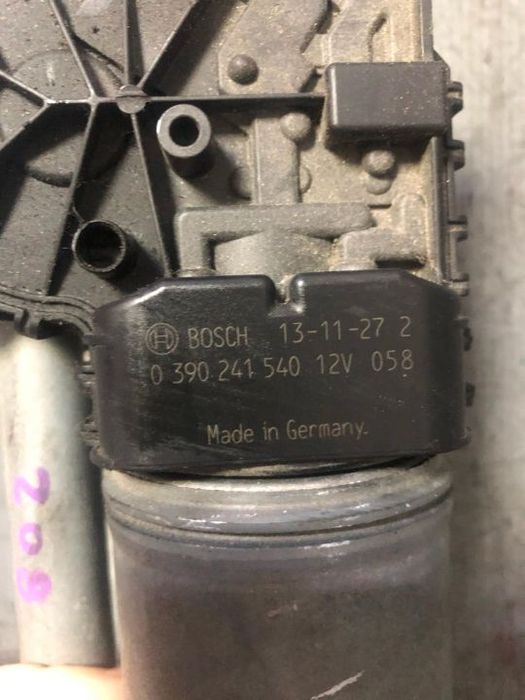 BOSCH 13-11-27 2
0 390 241 540 12V 058
Made in Germany.
208